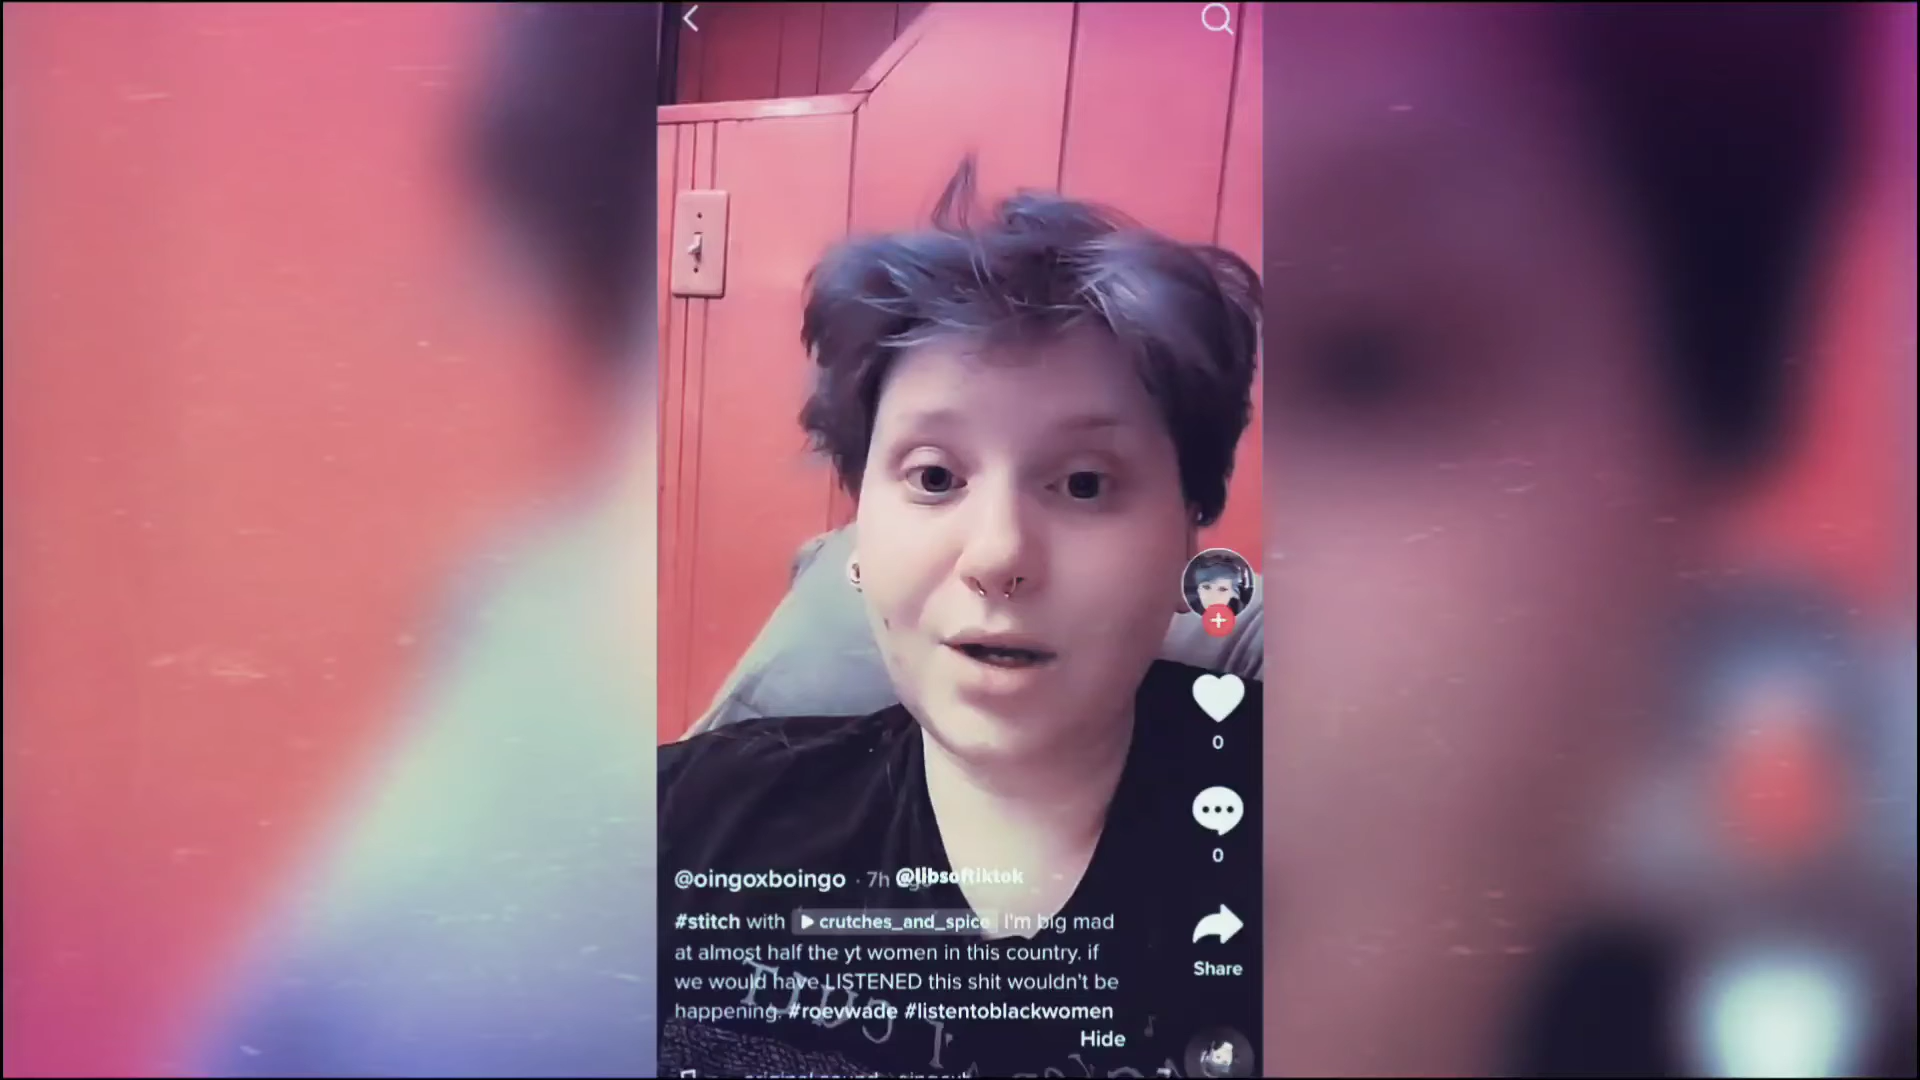 @oingoxboingo · 7h @libsoftiktok
#stitch with crutches_and_spice I'm big mad
at almost half the yt women in this country. if
we would have LISTENED this shit wouldn't be
happening. #roevwade #listentoblackwomen
Hide
0
0
Share